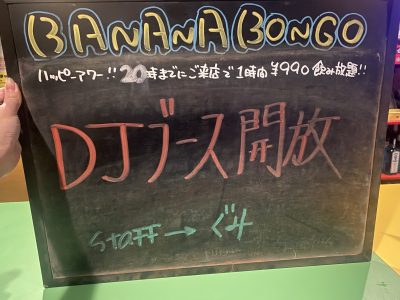 BANANA BONGO
ハッピーアワー!! 20時までにご来店で1時間¥990飲み放題!!
DJブース開放
STAFF → ぐみ